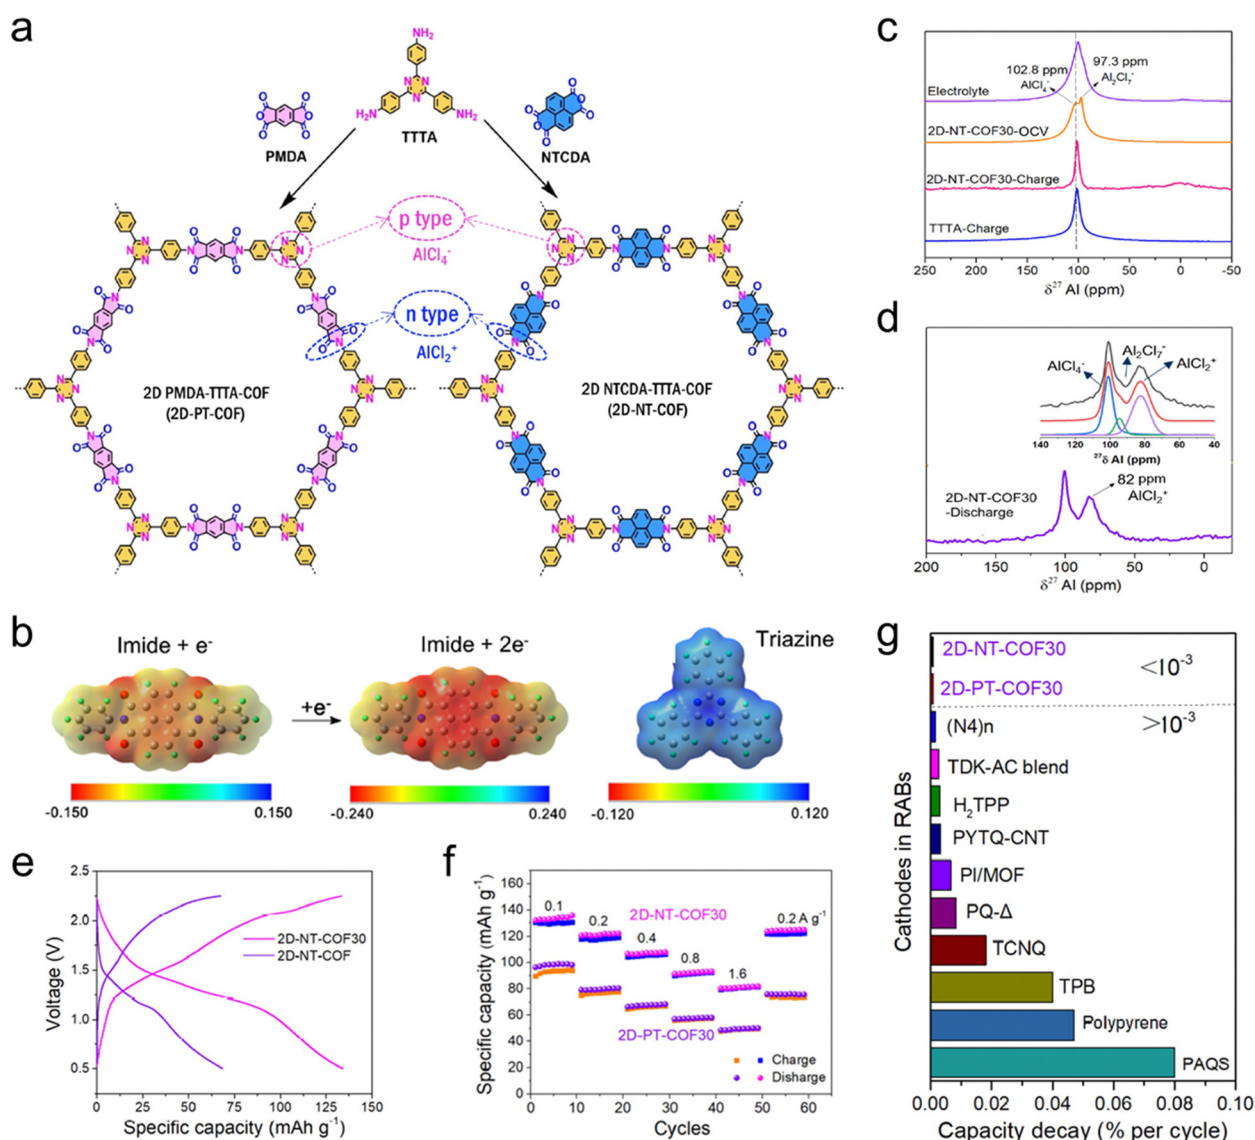 a
NH₂
H₂N
NH₂
PMDA
TTTA
NTCDA
p type
AlCl₄⁻
n type
AlCl₂⁺
2D PMDA-TTTA-COF
(2D-PT-COF)
2D NTCDA-TTTA-COF
(2D-NT-COF)
b
Imide + e⁻
Imide + 2e⁻
Triazine
+e⁻
-0.150
0.150
-0.240
0.240
-0.120
0.120
c
102.8 ppm
AlCl₄⁻
97.3 ppm
Al₂Cl₇⁻
Electrolyte
2D-NT-COF30-OCV
2D-NT-COF30-Charge
TTTA-Charge
250 200 150 100 50 0 -50
δ²⁷ Al (ppm)
d
AlCl₄⁻
Al₂Cl₇⁻
AlCl₂⁺
140 120 100 80 60 40
²⁷δ Al (ppm)
2D-NT-COF30
-Discharge
82 ppm
AlCl₂⁺
200 150 100 50 0
δ²⁷ Al (ppm)
e
Voltage (V)
2.5
2.0
1.5
1.0
0.5
2D-NT-COF30
2D-NT-COF
0 25 50 75 100 125 150
Specific capacity (mAh g⁻¹)
f
Specific capacity (mAh g⁻¹)
160
140
120
100
80
60
40
20
0
0.1
0.2
2D-NT-COF30
0.2 A g⁻¹
0.4
0.8
1.6
2D-PT-COF30
Charge
Disharge
0 10 20 30 40 50 60
Cycles
g
Cathodes in RABs
2D-NT-COF30
<10⁻³
2D-PT-COF30
(N4)n
>10⁻³
TDK-AC blend
H₂TPP
PYTQ-CNT
PI/MOF
PQ-Δ
TCNQ
TPB
Polypyrene
PAQS
0.00 0.02 0.04 0.06 0.08 0.10
Capacity decay (% per cycle)